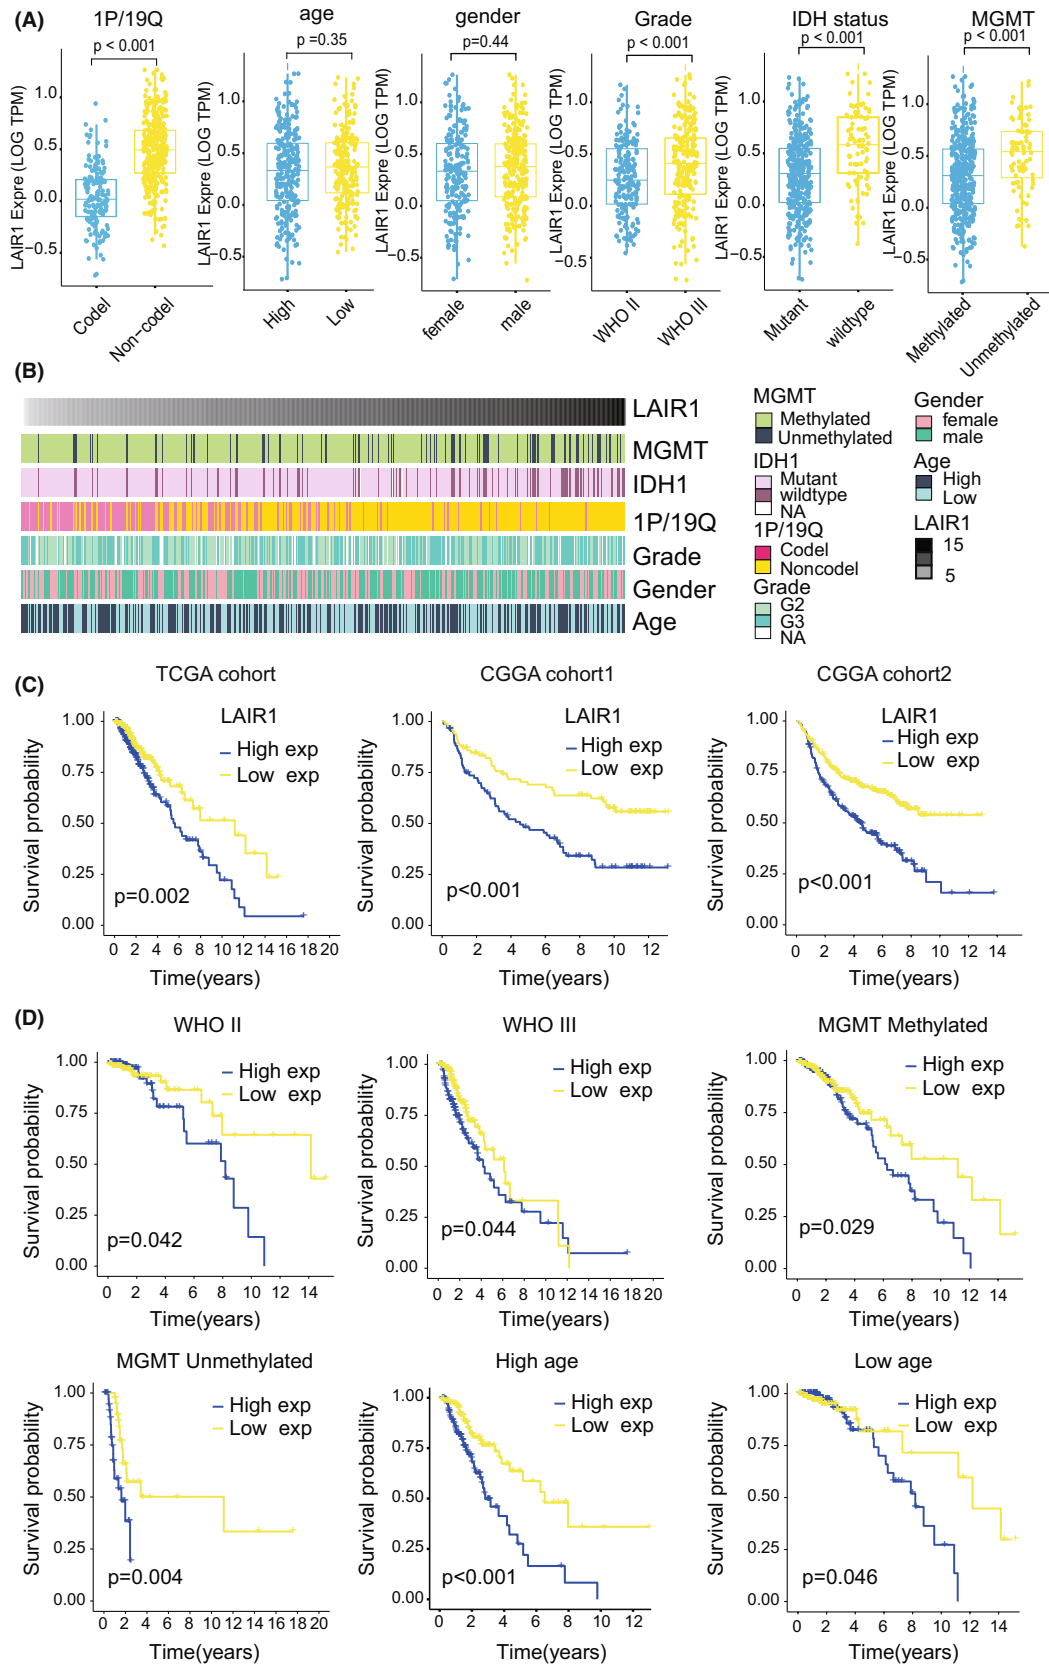 (A)
1P/19Q
age
gender
Grade
IDH status
MGMT
p < 0.001
p =0.35
p=0.44
p < 0.001
p < 0.001
p < 0.001
LAIR1 Expre (LOG TPM)
1.0
0.5
0.0
−0.5
Codel
Non−codel
LAIR1 Expre (LOG TPM)
1.0
0.5
0.0
−0.5
High
Low
LAIR1 Expre (LOG TPM)
1.0
0.5
0.0
−0.5
female
male
LAIR1 Expre (LOG TPM)
1.0
0.5
0.0
−0.5
WHO II
WHO III
LAIR1 Expre (LOG TPM)
1.0
0.5
0.0
−0.5
Mutant
wildtype
LAIR1 Expre (LOG TPM)
1.0
0.5
0.0
−0.5
Methylated
Unmethylated
(B)
LAIR1
MGMT
IDH1
1P/19Q
Grade
Gender
Age
MGMT
Methylated
Unmethylated
IDH1
Mutant
wildtype
NA
1P/19Q
Codel
Noncodel
Grade
G2
G3
NA
Gender
female
male
Age
High
Low
LAIR1
15
5
(C)
TCGA cohort
LAIR1
High exp
Low exp
Survival probability
1.00
0.75
0.50
0.25
0.00
p=0.002
0 2 4 6 8 10 12 14 16 18 20
Time(years)
CGGA cohort1
LAIR1
High exp
Low exp
Survival probability
1.00
0.75
0.50
0.25
0.00
p<0.001
0 2 4 6 8 10 12
Time(years)
CGGA cohort2
LAIR1
High exp
Low exp
Survival probability
1.00
0.75
0.50
0.25
0.00
p<0.001
0 2 4 6 8 10 12 14
Time(years)
(D)
WHO II
High exp
Low exp
Survival probability
1.00
0.75
0.50
0.25
0.00
p=0.042
0 2 4 6 8 10 12 14
Time(years)
WHO III
High exp
Low exp
Survival probability
1.00
0.75
0.50
0.25
0.00
p=0.044
0 2 4 6 8 10 12 14 16 18 20
Time(years)
MGMT Methylated
High exp
Low exp
Survival probability
1.00
0.75
0.50
0.25
0.00
p=0.029
0 2 4 6 8 10 12 14
Time(years)
MGMT Unmethylated
High exp
Low exp
Survival probability
1.00
0.75
0.50
0.25
0.00
p=0.004
0 2 4 6 8 10 12 14 16 18 20
Time(years)
High age
High exp
Low exp
Survival probability
1.00
0.75
0.50
0.25
0.00
p<0.001
0 2 4 6 8 10 12
Time(years)
Low age
High exp
Low exp
Survival probability
1.00
0.75
0.50
0.25
0.00
p=0.046
0 2 4 6 8 10 12 14
Time(years)